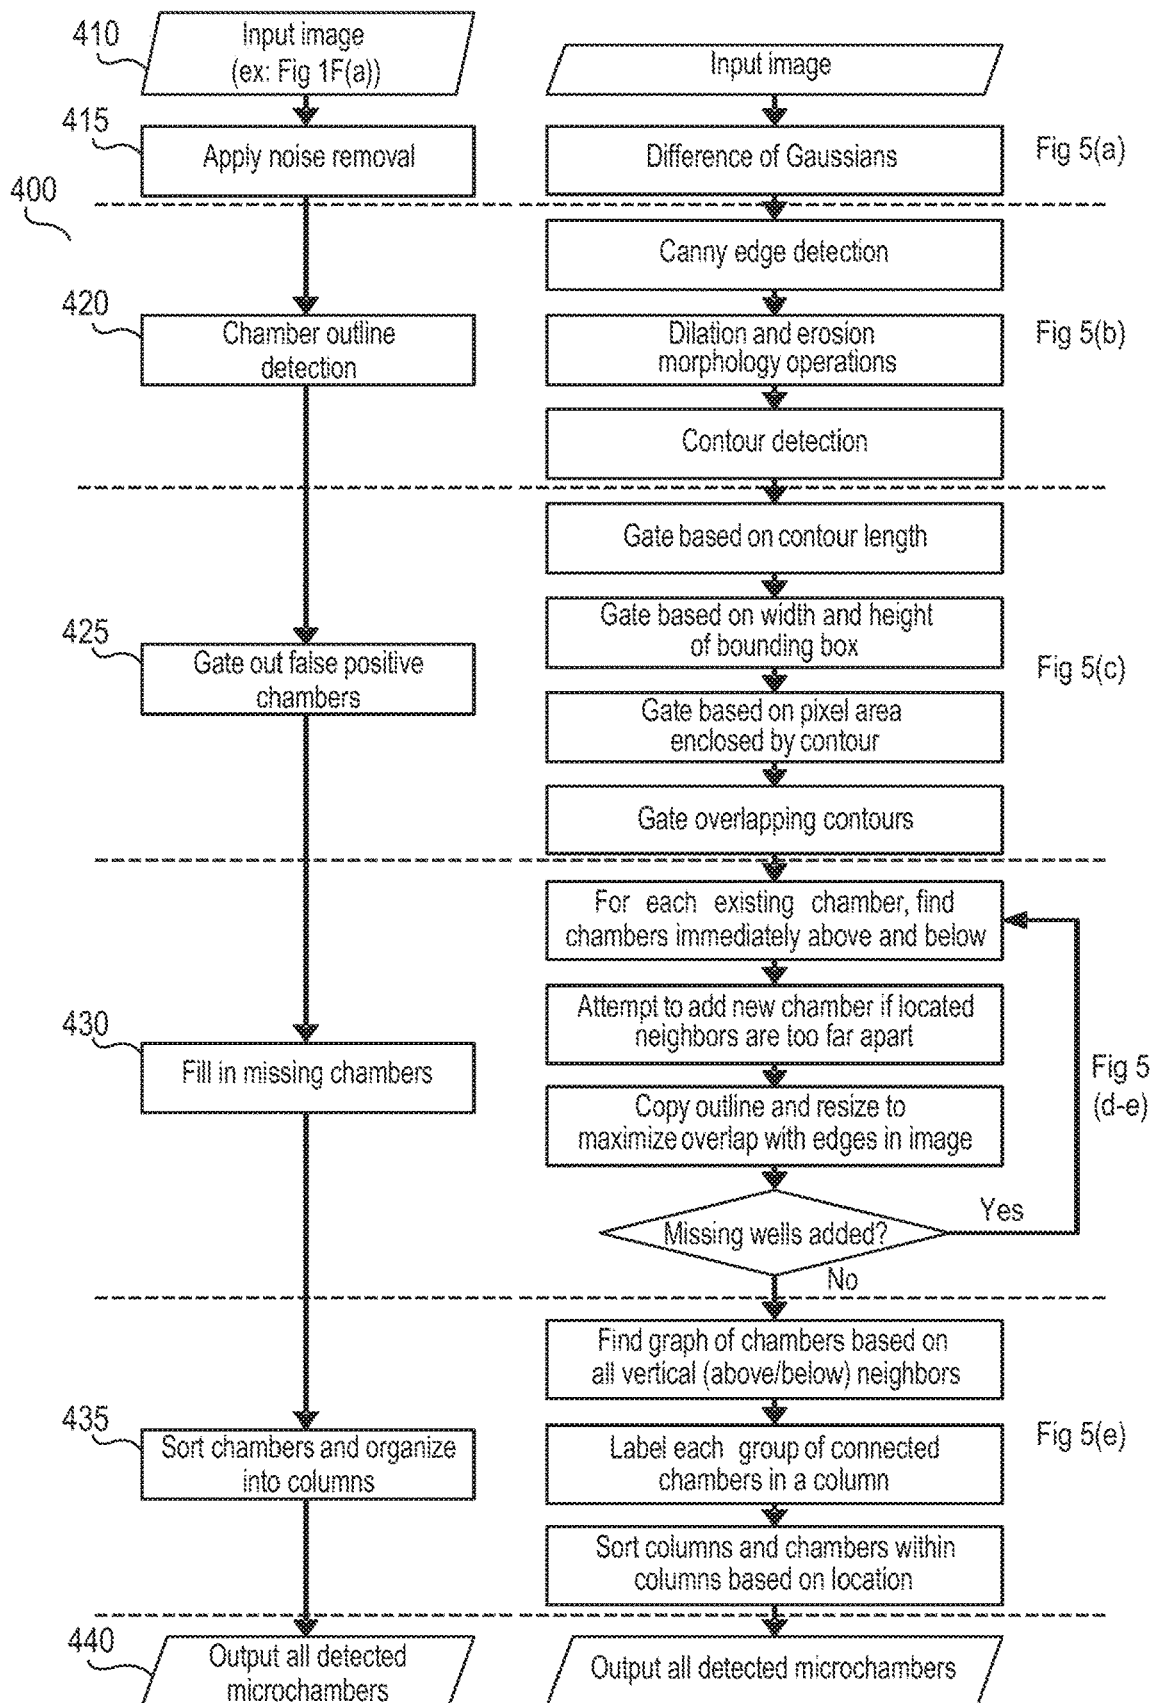 410
Input image
(ex: Fig 1F(a))
Input image
415
Apply noise removal
Difference of Gaussians
Fig 5(a)
400
Canny edge detection
420
Chamber outline
detection
Dilation and erosion
morphology operations
Fig 5(b)
Contour detection
Gate based on contour length
425
Gate out false positive
chambers
Gate based on width and height
of bounding box
Fig 5(c)
Gate based on pixel area
enclosed by contour
Gate overlapping contours
For each existing chamber, find
chambers immediately above and below
430
Fill in missing chambers
Attempt to add new chamber if located
neighbors are too far apart
Fig 5
(d-e)
Copy outline and resize to
maximize overlap with edges in image
Missing wells added?
Yes
No
Find graph of chambers based on
all vertical (above/below) neighbors
435
Sort chambers and organize
into columns
Label each group of connected
chambers in a column
Fig 5(e)
Sort columns and chambers within
columns based on location
440
Output all detected
microchambers
Output all detected microchambers